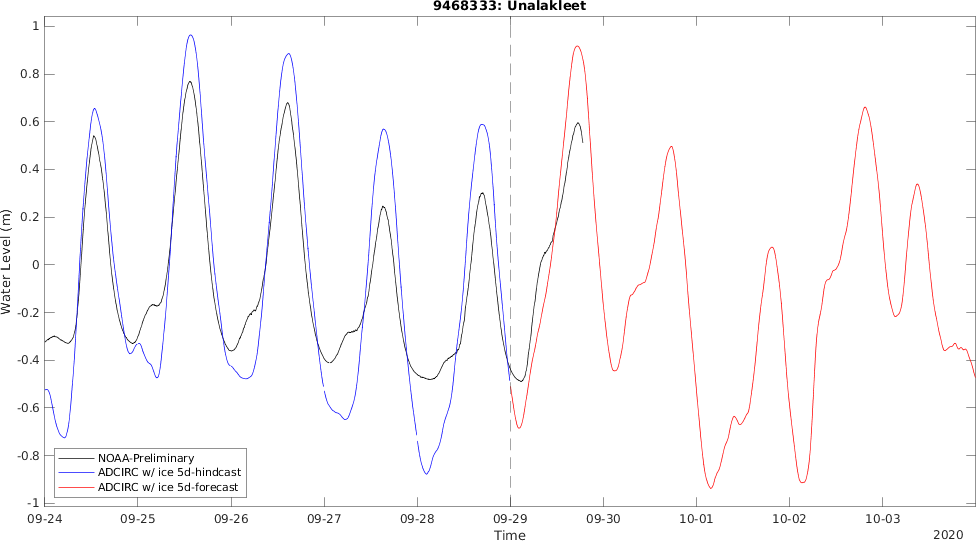 9468333: Unalakleet
1
0.8
0.6
0.4
0.2
0
-0.2
-0.4
-0.6
-0.8
-1
Water Level (m)
NOAA-Preliminary
ADCIRC w/ ice 5d-hindcast
ADCIRC w/ ice 5d-forecast
09-24 09-25 09-26 09-27 09-28 09-29 09-30 10-01 10-02 10-03
Time
2020